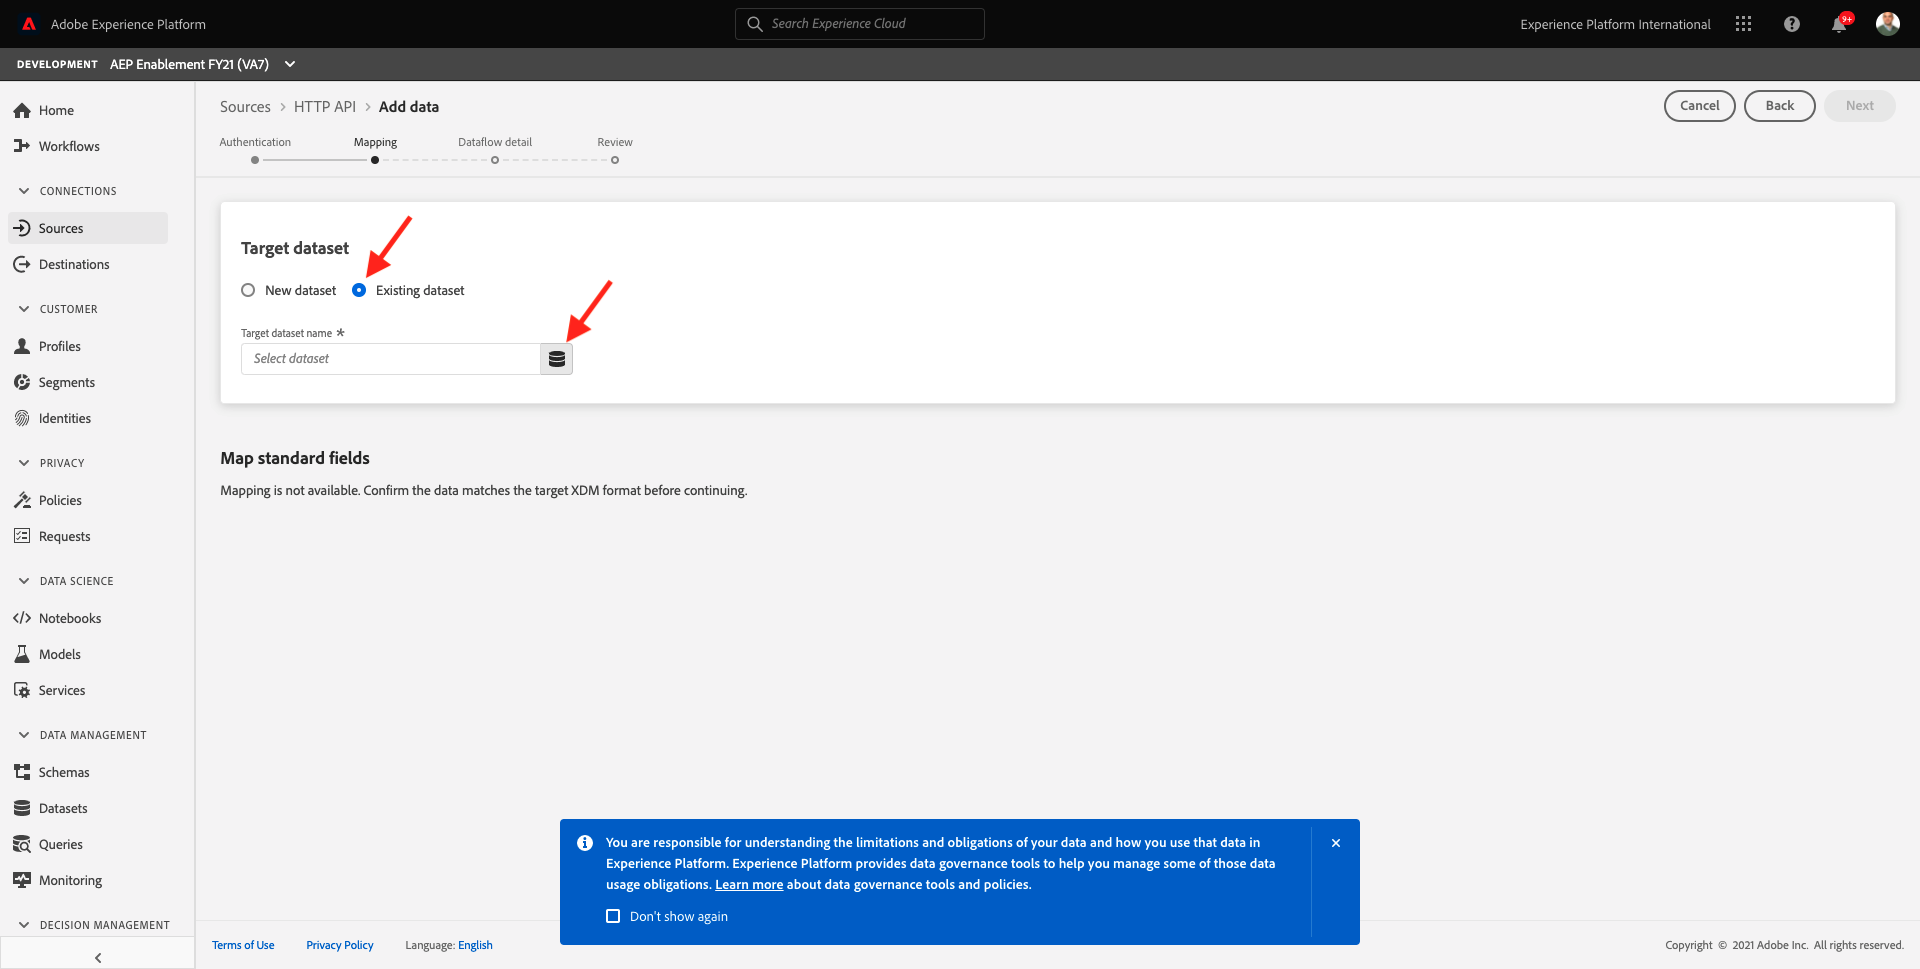 Adobe Experience Platform
Search Experience Cloud
Experience Platform International
9+
DEVELOPMENT AEP Enablement FY21 (VA7)
Home
Workflows
CONNECTIONS
Sources
Destinations
CUSTOMER
Profiles
Segments
Identities
PRIVACY
Policies
Requests
DATA SCIENCE
Notebooks
Models
Services
DATA MANAGEMENT
Schemas
Datasets
Queries
Monitoring
DECISION MANAGEMENT
Sources > HTTP API > Add data
Cancel
Back
Next
Authentication
Mapping
Dataflow detail
Review
Target dataset
New dataset
Existing dataset
Target dataset name *
Select dataset
Map standard fields
Mapping is not available. Confirm the data matches the target XDM format before continuing.
You are responsible for understanding the limitations and obligations of your data and how you use that data in
Experience Platform. Experience Platform provides data governance tools to help you manage some of those data
usage obligations. Learn more about data governance tools and policies.
Don't show again
Terms of Use
Privacy Policy
Language: English
Copyright © 2021 Adobe Inc. All rights reserved.